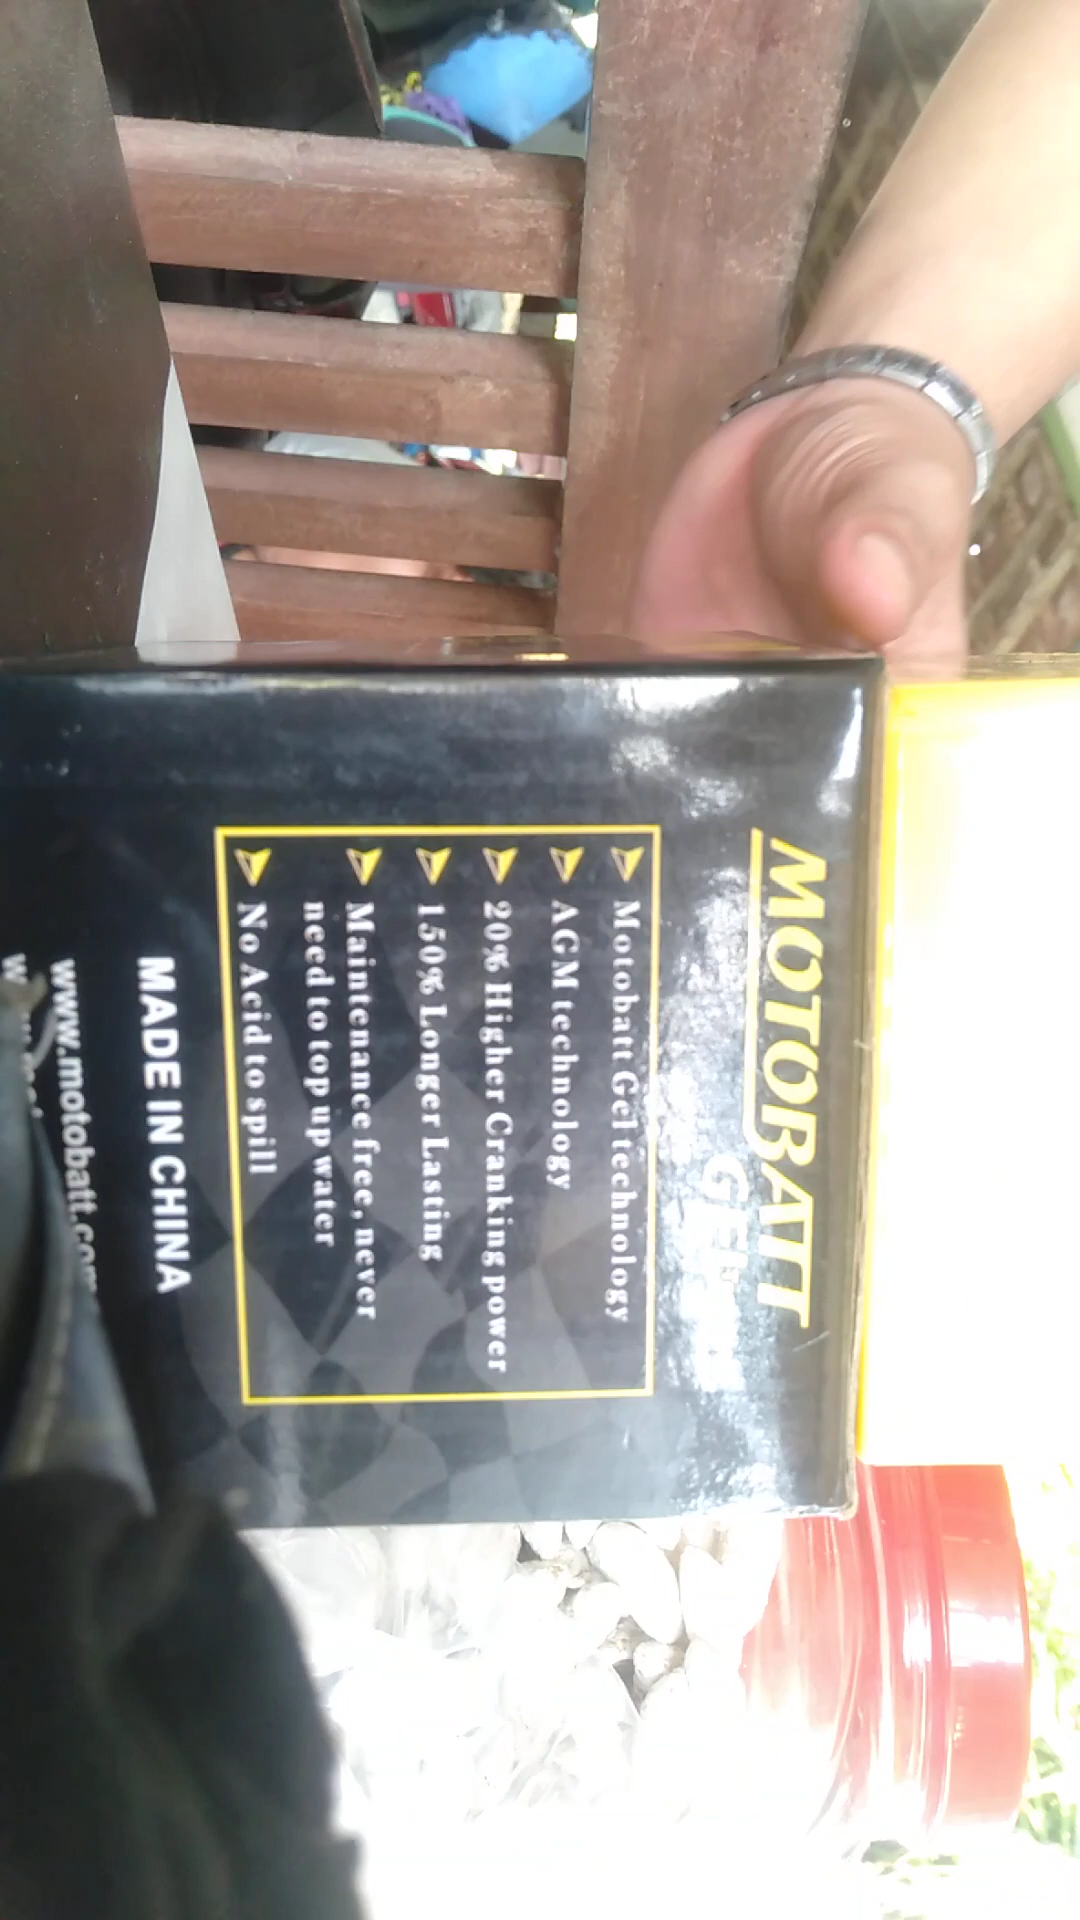 MOTOBATT
GEL
Motobatt Gel technology
AGM technology
20% Higher Cranking power
150% Longer Lasting
Maintenance free, never
need to top up water
No Acid to spill
MADE IN CHINA
www.motobatt.com